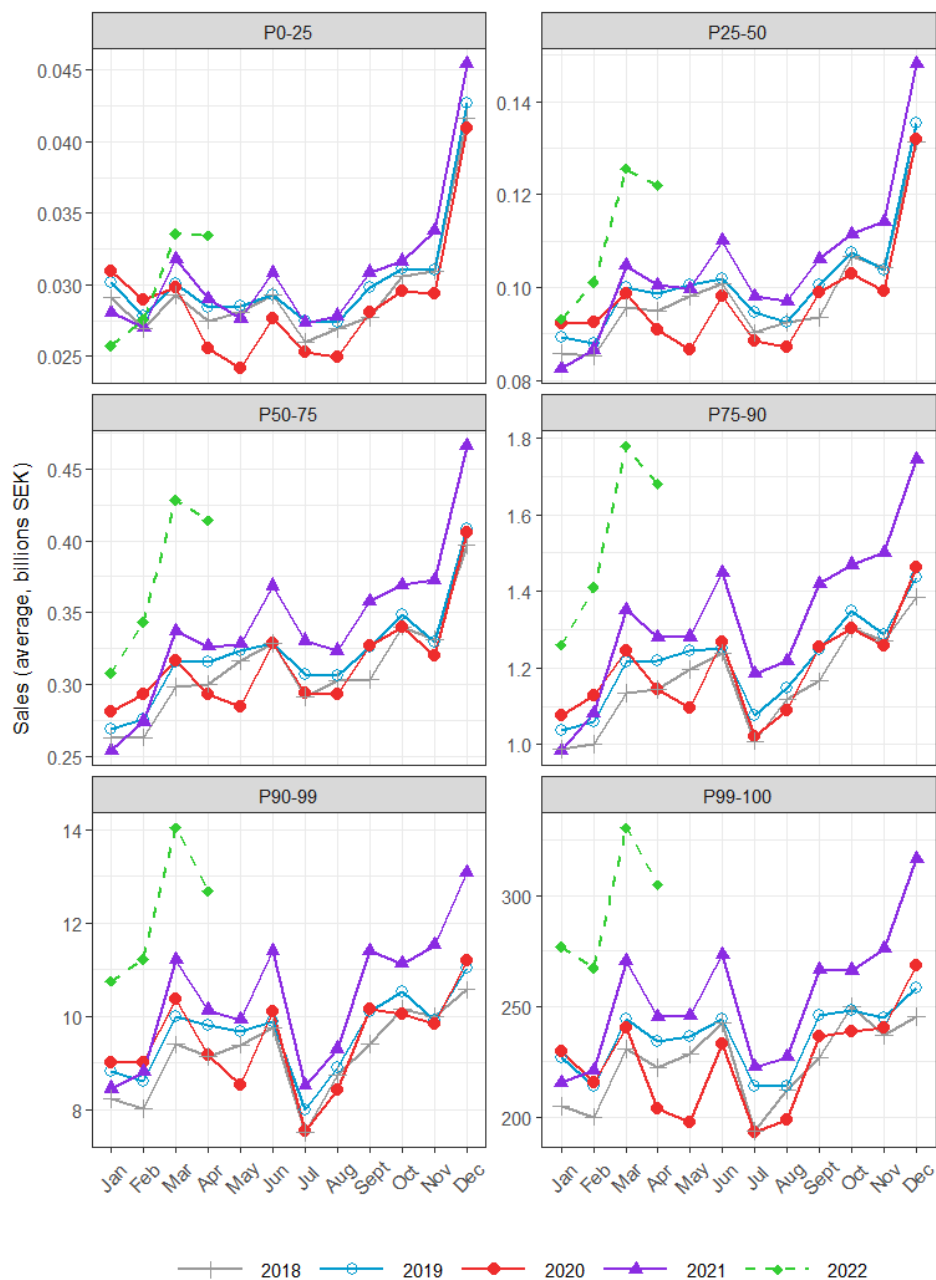 P0-25
P25-50
0.045
0.040
0.035
0.030
0.025
0.14
0.12
0.10
0.08
P50-75
P75-90
Sales (average, billions SEK)
0.45
0.40
0.35
0.30
0.25
1.8
1.6
1.4
1.2
1.0
P90-99
P99-100
14
12
10
8
300
250
200
Jan Feb Mar Apr May Jun Jul Aug Sept Oct Nov Dec
Jan Feb Mar Apr May Jun Jul Aug Sept Oct Nov Dec
2018 2019 2020 2021 2022